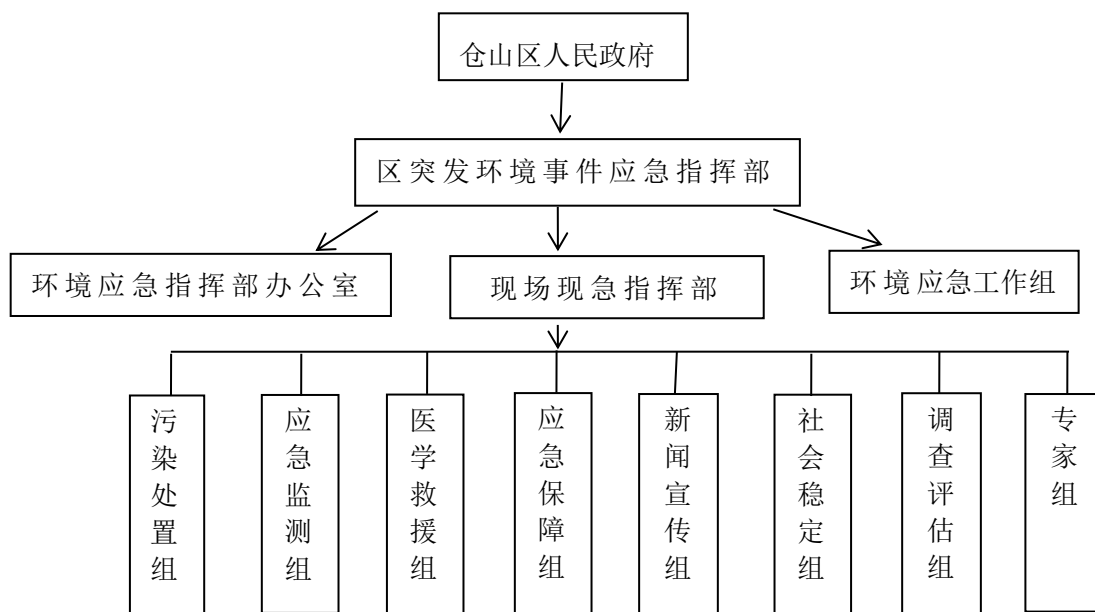 仓山区人民政府
区突发环境事件应急指挥部
环境应急指挥部办公室
现场现急指挥部
环境应急工作组
污染处置组
应急监测组
医学救援组
应急保障组
新闻宣传组
社会稳定组
调查评估组
专家组